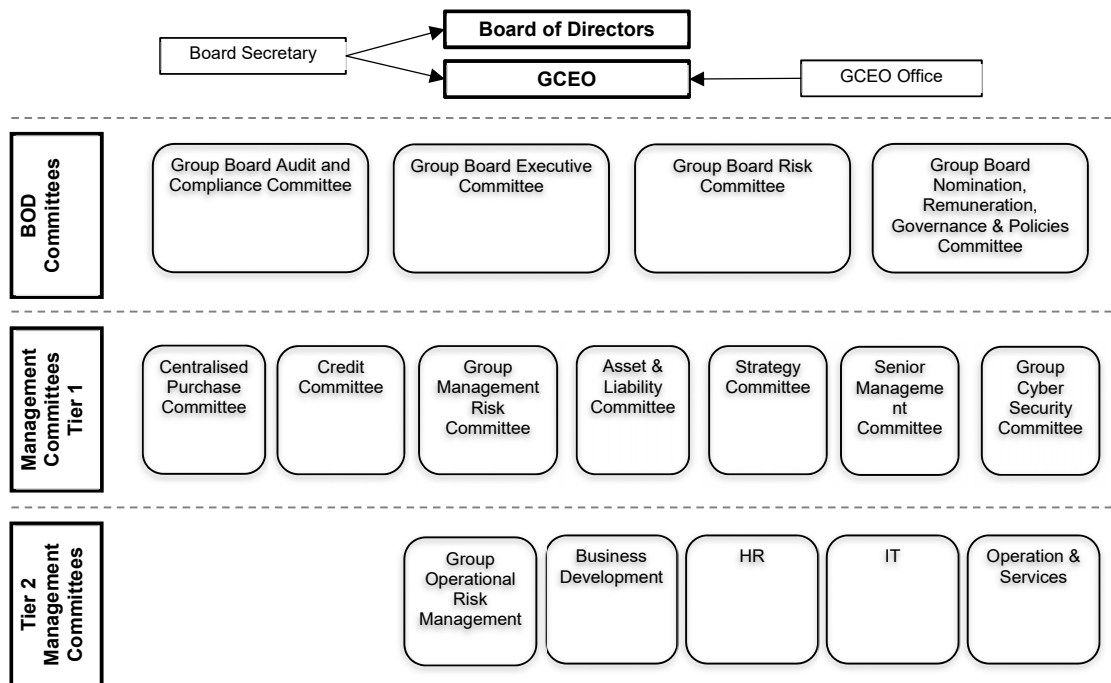 Board of Directors
Board Secretary
GCEO
GCEO Office
BOD
Committees
Group Board Audit and
Compliance Committee
Group Board Executive
Committee
Group Board Risk
Committee
Group Board
Nomination,
Remuneration,
Governance & Policies
Committee
Management
Committees
Tier 1
Centralised
Purchase
Committee
Credit
Committee
Group
Management
Risk
Committee
Asset &
Liability
Committee
Strategy
Committee
Senior
Manageme
nt
Committee
Group
Cyber
Security
Committee
Tier 2
Management
Committees
Group
Operational
Risk
Management
Business
Development
HR
IT
Operation &
Services